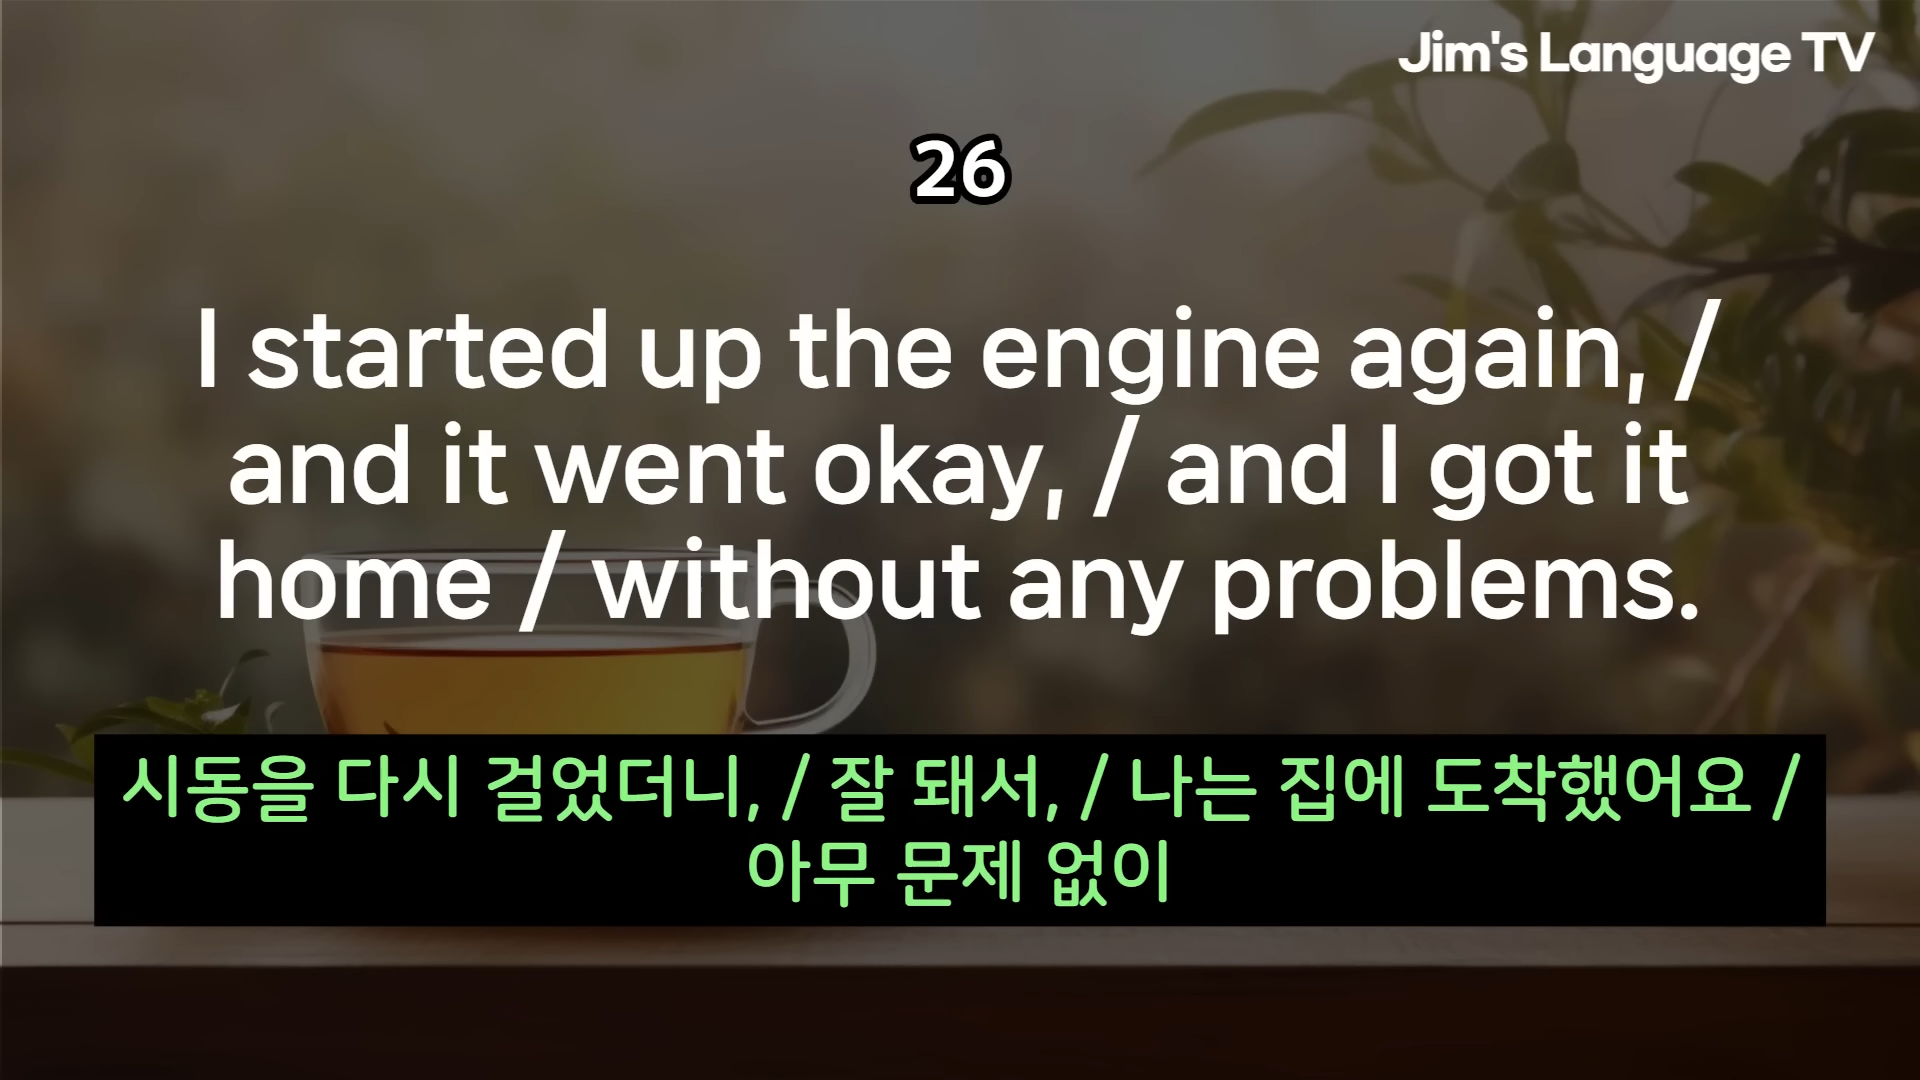 Jim's Language TV
26
I started up the engine again, /
and it went okay, / and I got it
home / without any problems.
시동을 다시 걸었더니, / 잘 돼서, / 나는 집에 도착했어요 /
아무 문제 없이